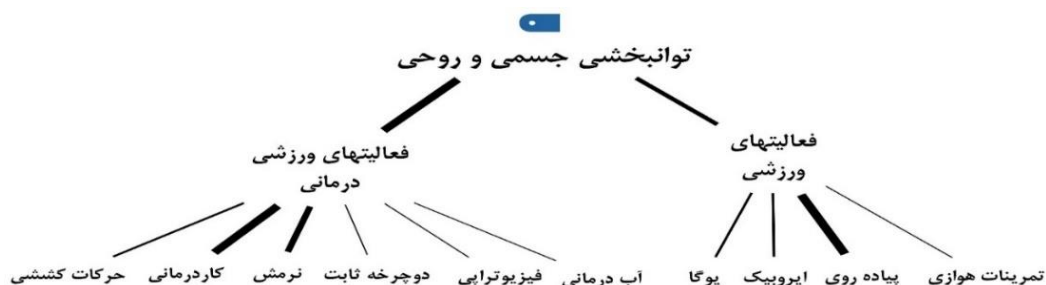 توانبخشی جسمی و روحی
فعالیتهای
ورزشی
فعالیتهای ورزشی
درمانی
تمرینات هوازی
پیاده روی
ایروبیک
یوگا
آب درمانی
فیزیوتراپی
دوچرخه ثابت
نرمش
کاردرمانی
حرکات کششی